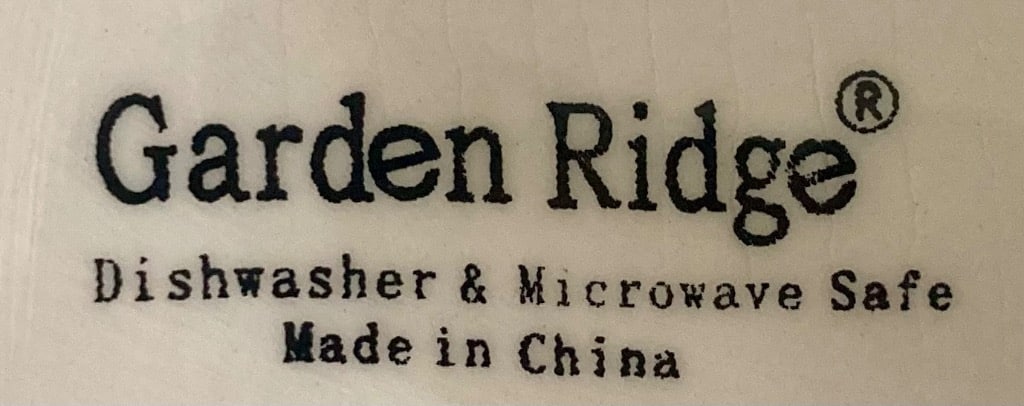 Garden Ridge®
Dishwasher & Microwave Safe
Made in China